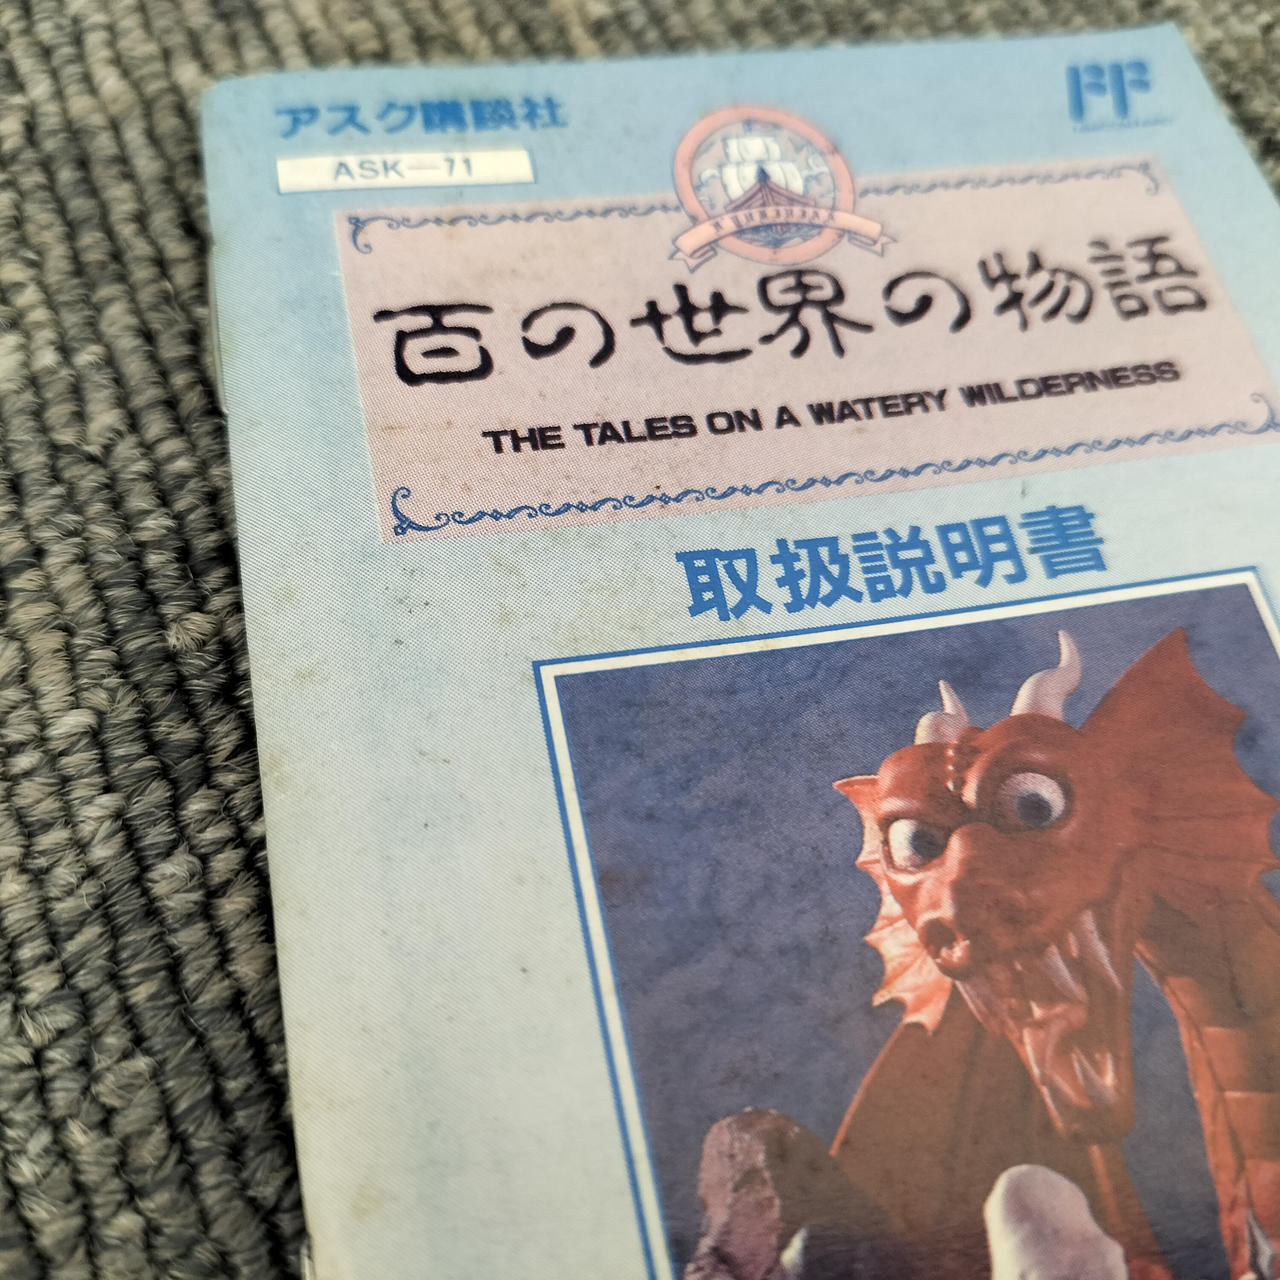 アスク講談社
ASK—71
百の世界の物語
THE TALES ON A WATERY WILDERNESS
取扱説明書